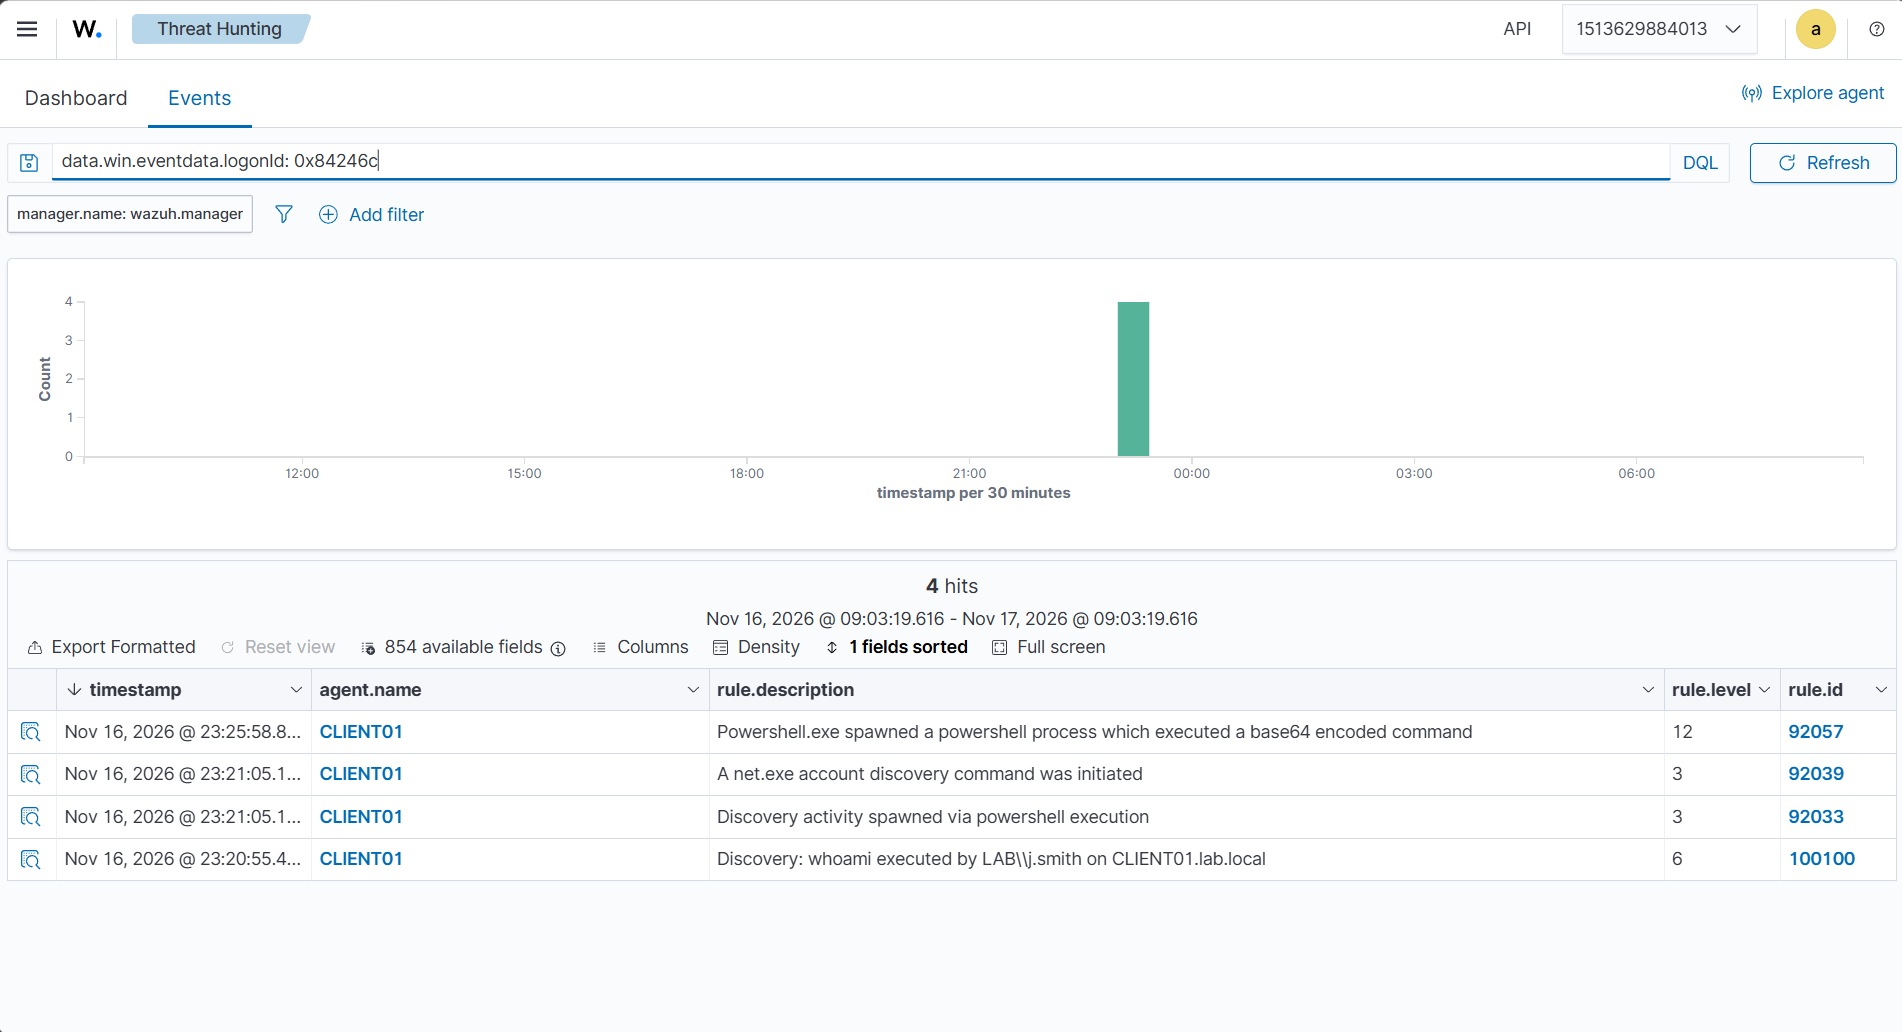 W. Threat Hunting API 1513629884013 a
Dashboard Events Explore agent
data.win.eventdata.logonId: 0x84246c DQL Refresh
manager.name: wazuh.manager Add filter
4
3
2
1
0
Count
12:00 15:00 18:00 21:00 00:00 03:00 06:00
timestamp per 30 minutes
4 hits
Nov 16, 2026 @ 09:03:19.616 - Nov 17, 2026 @ 09:03:19.616
Export Formatted Reset view 854 available fields Columns Density 1 fields sorted Full screen
timestamp agent.name rule.description rule.level rule.id
Nov 16, 2026 @ 23:25:58.8... CLIENT01 Powershell.exe spawned a powershell process which executed a base64 encoded command 12 92057
Nov 16, 2026 @ 23:21:05.1... CLIENT01 A net.exe account discovery command was initiated 3 92039
Nov 16, 2026 @ 23:21:05.1... CLIENT01 Discovery activity spawned via powershell execution 3 92033
Nov 16, 2026 @ 23:20:55.4... CLIENT01 Discovery: whoami executed by LAB\\j.smith on CLIENT01.lab.local 6 100100